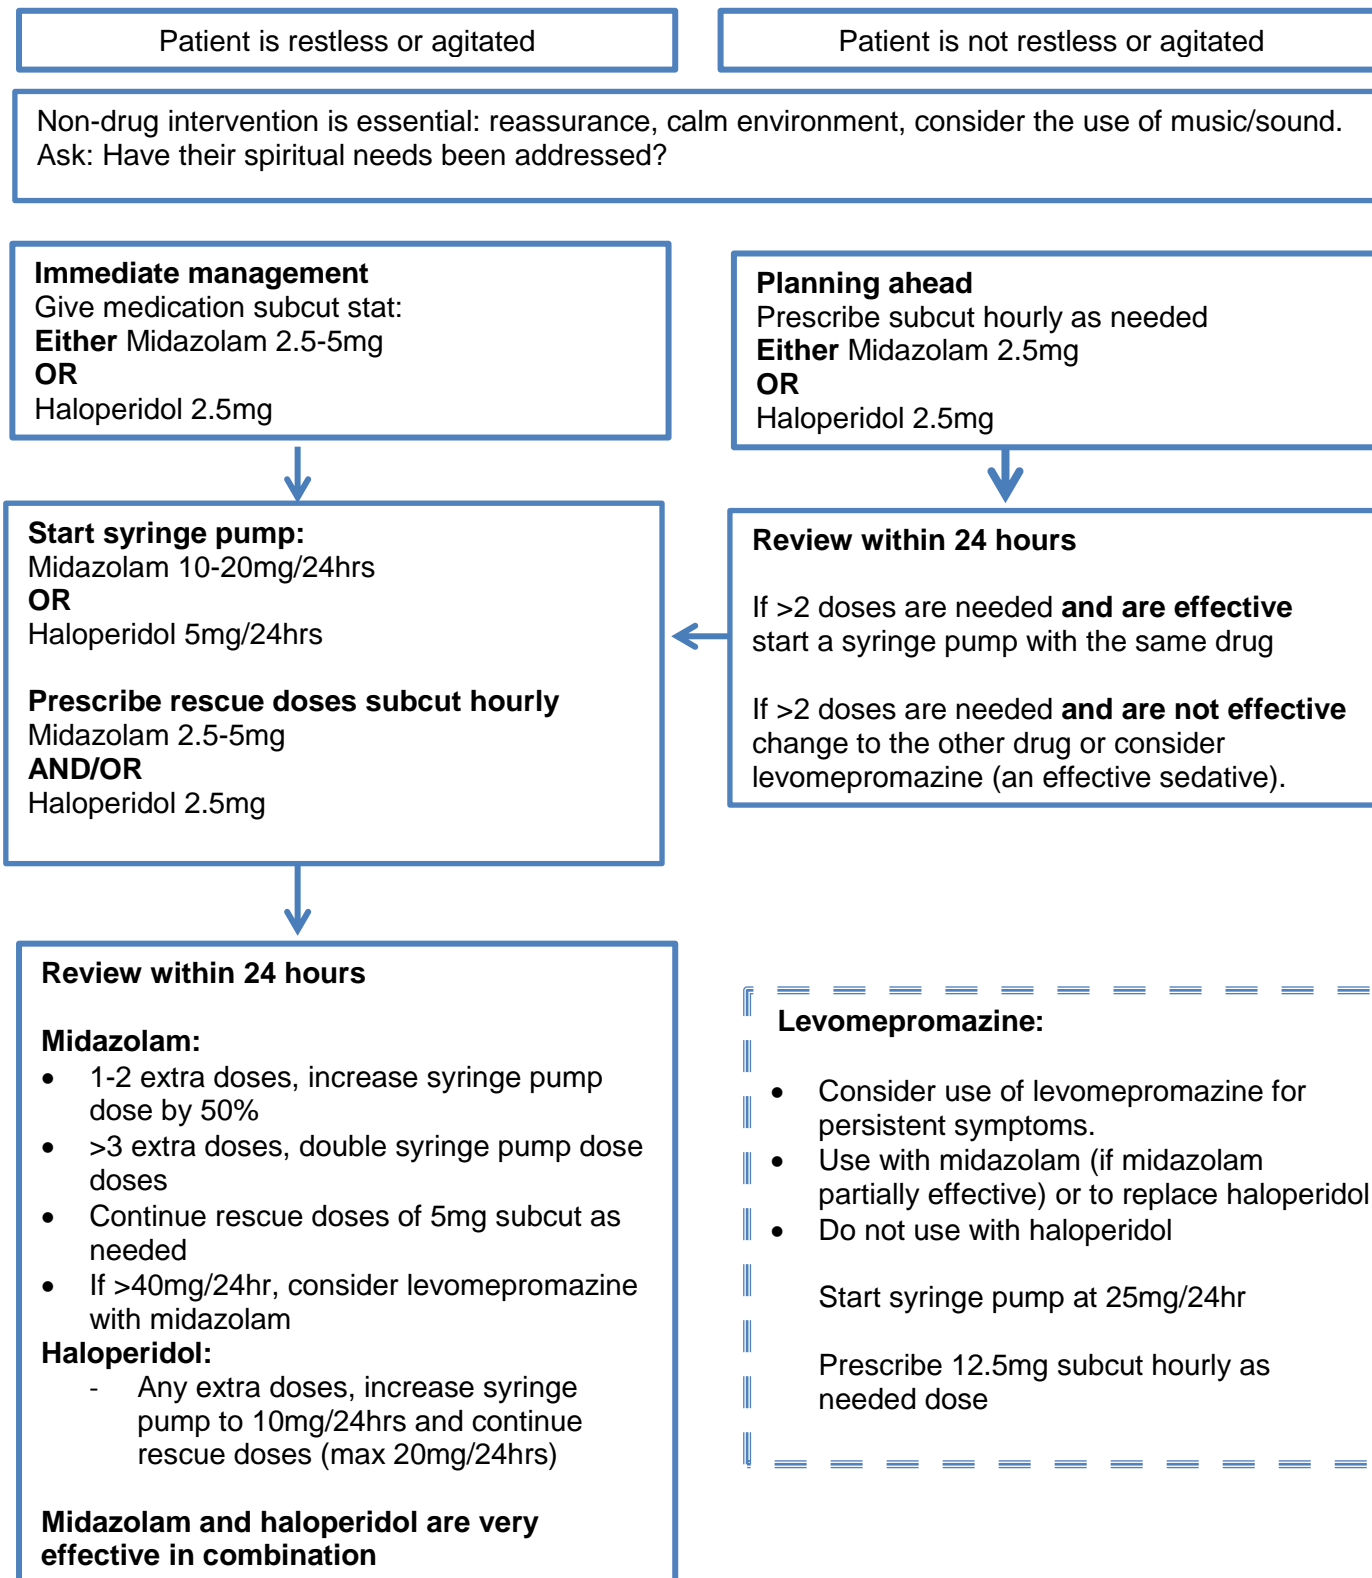 Patient is restless or agitated
Patient is not restless or agitated
Non-drug intervention is essential: reassurance, calm environment, consider the use of music/sound.
Ask: Have their spiritual needs been addressed?
Immediate management
Give medication subcut stat:
Either Midazolam 2.5-5mg
OR
Haloperidol 2.5mg
Planning ahead
Prescribe subcut hourly as needed
Either Midazolam 2.5mg
OR
Haloperidol 2.5mg
Start syringe pump:
Midazolam 10-20mg/24hrs
OR
Haloperidol 5mg/24hrs
Prescribe rescue doses subcut hourly
Midazolam 2.5-5mg
AND/OR
Haloperidol 2.5mg
Review within 24 hours
If >2 doses are needed and are effective
start a syringe pump with the same drug
If >2 doses are needed and are not effective
change to the other drug or consider
levomepromazine (an effective sedative).
Review within 24 hours
Midazolam:
• 1-2 extra doses, increase syringe pump
dose by 50%
• >3 extra doses, double syringe pump dose
doses
• Continue rescue doses of 5mg subcut as
needed
• If >40mg/24hr, consider levomepromazine
with midazolam
Haloperidol:
- Any extra doses, increase syringe
pump to 10mg/24hrs and continue
rescue doses (max 20mg/24hrs)
Midazolam and haloperidol are very
effective in combination
Levomepromazine:
• Consider use of levomepromazine for
persistent symptoms.
• Use with midazolam (if midazolam
partially effective) or to replace haloperidol
• Do not use with haloperidol
Start syringe pump at 25mg/24hr
Prescribe 12.5mg subcut hourly as
needed dose